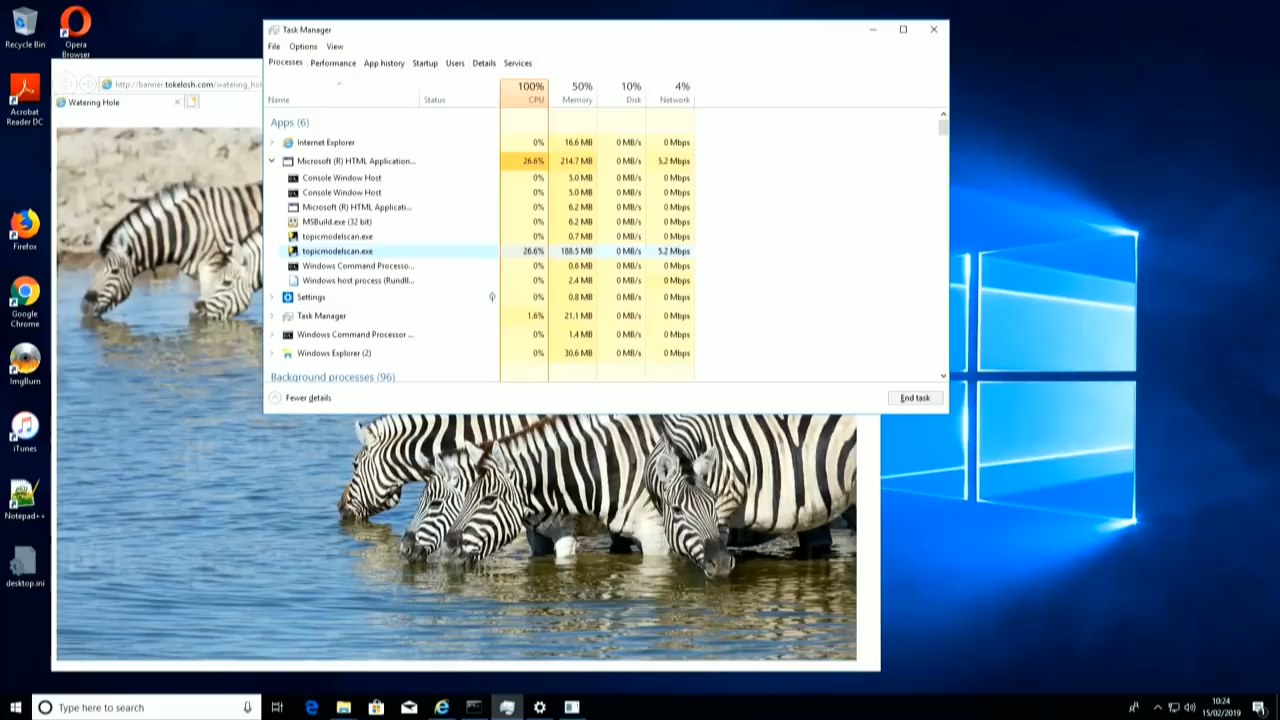 Recycle Bin
Opera Browser
Acrobat Reader DC
Firefox
Google Chrome
ImgBurn
iTunes
Notepad++
desktop.ini
http://banner.tokelosh.com/watering_hol
Watering Hole
Task Manager
File Options View
Processes Performance App history Startup Users Details Services
100% 50% 10% 4%
Name Status CPU Memory Disk Network
Apps (6)
Internet Explorer 0% 16.6 MB 0 MB/s 0 Mbps
Microsoft (R) HTML Application... 26.6% 214.7 MB 0 MB/s 5.2 Mbps
Console Window Host 0% 5.0 MB 0 MB/s 0 Mbps
Console Window Host 0% 5.0 MB 0 MB/s 0 Mbps
Microsoft (R) HTML Applicati... 0% 6.2 MB 0 MB/s 0 Mbps
MSBuild.exe (32 bit) 0% 6.2 MB 0 MB/s 0 Mbps
topicmodelscan.exe 0% 0.7 MB 0 MB/s 0 Mbps
topicmodelscan.exe 26.6% 188.5 MB 0 MB/s 5.2 Mbps
Windows Command Processo... 0% 0.6 MB 0 MB/s 0 Mbps
Windows host process (Rundll... 0% 2.4 MB 0 MB/s 0 Mbps
Settings 0% 0.8 MB 0 MB/s 0 Mbps
Task Manager 1.6% 21.1 MB 0 MB/s 0 Mbps
Windows Command Processor ... 0% 1.4 MB 0 MB/s 0 Mbps
Windows Explorer (2) 0% 30.6 MB 0 MB/s 0 Mbps
Background processes (96)
Fewer details
End task
Type here to search
10:24
15/02/2019